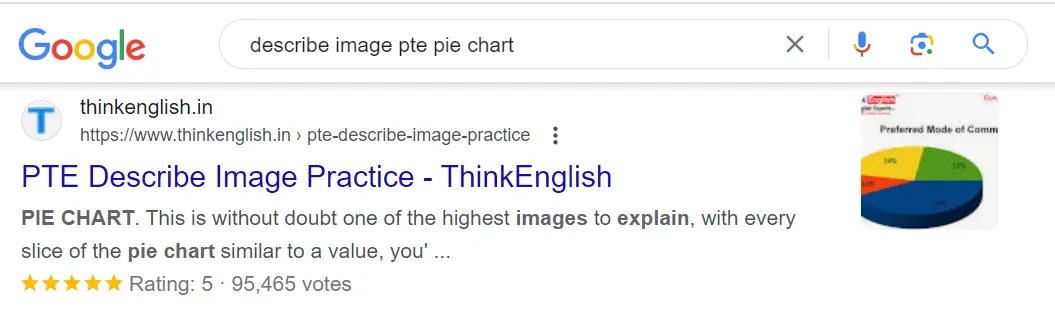 Google
describe image pte pie chart
thinkenglish.in
https://www.thinkenglish.in › pte-describe-image-practice
PTE Describe Image Practice - ThinkEnglish
PIE CHART. This is without doubt one of the highest images to explain, with every
slice of the pie chart similar to a value, you' ...
Rating: 5 · 95,465 votes
English
Preferred Mode of Comm
24%